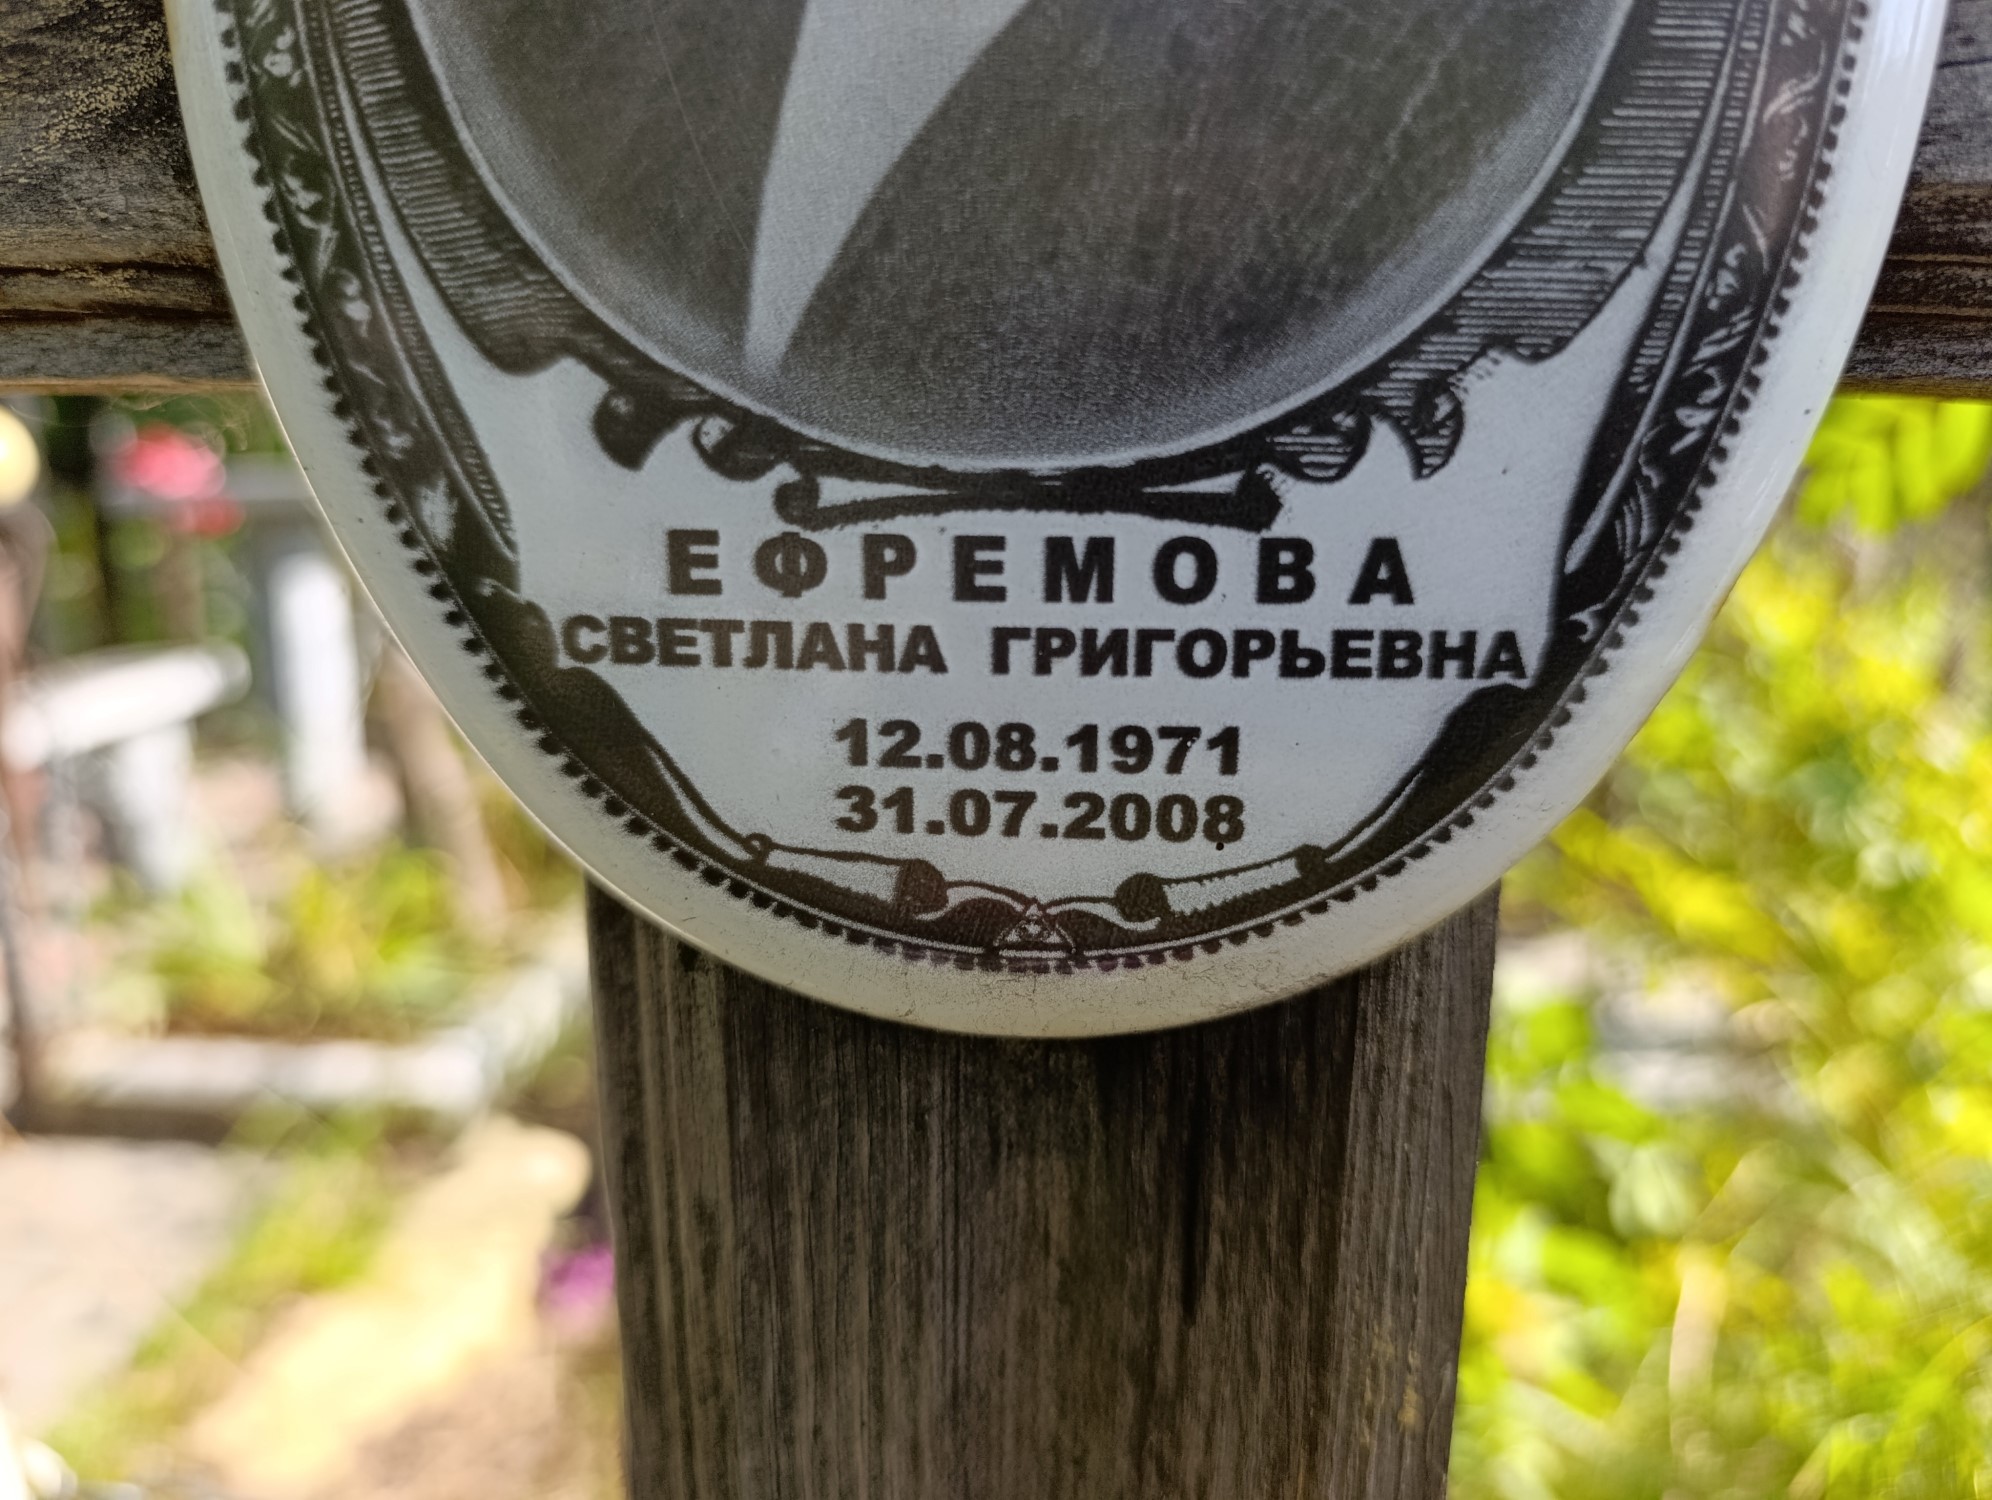 ЕФРЕМОВА
СВЕТЛАНА ГРИГОРЬЕВНА
12.08.1971
31.07.2008